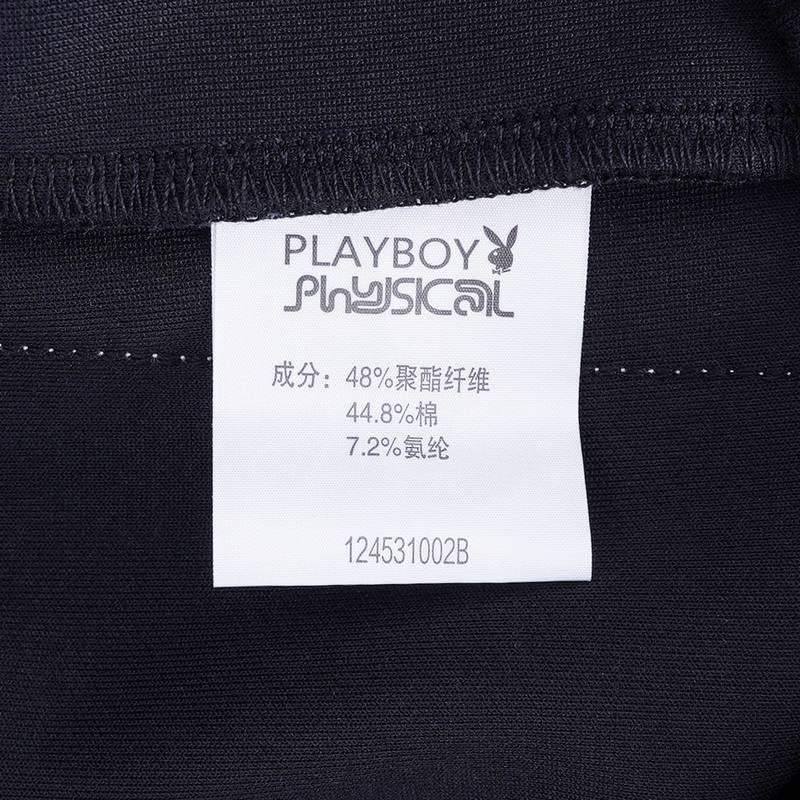 PLAYBOY
Physical
成分：48%聚酯纤维
44.8%棉
7.2%氨纶
124531002B